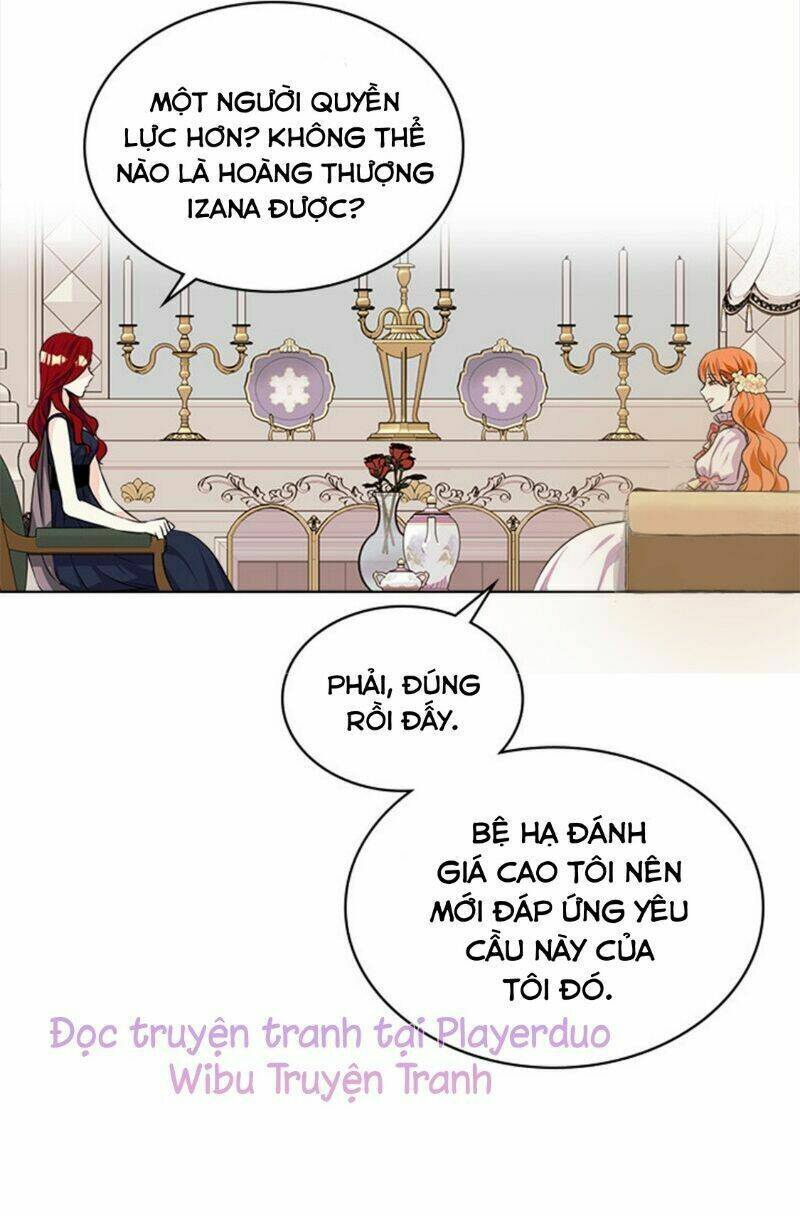 MỘT NGƯỜI QUYỀN
LỰC HƠN? KHÔNG THỂ
NÀO LÀ HOÀNG THƯỢNG
IZANA ĐƯỢC?
PHẢI, ĐÚNG
RỒI ĐẤY.
BỆ HẠ ĐÁNH
GIÁ CAO TÔI NÊN
MỚI ĐÁP ỨNG YÊU
CẦU NÀY CỦA
TÔI ĐÓ.
Đọc truyện tranh tại Playerduo
Wibu Truyện Tranh